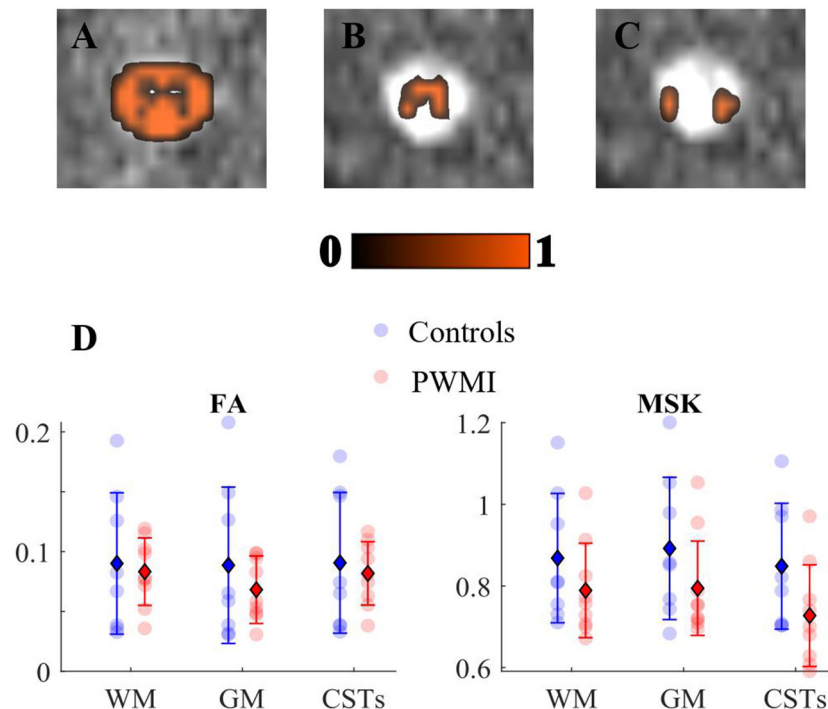 A B C
0 1
D
Controls
PWMI
FA MSK
0.2
0.1
0
WM GM CSTs
1.2
1
0.8
0.6
WM GM CSTs